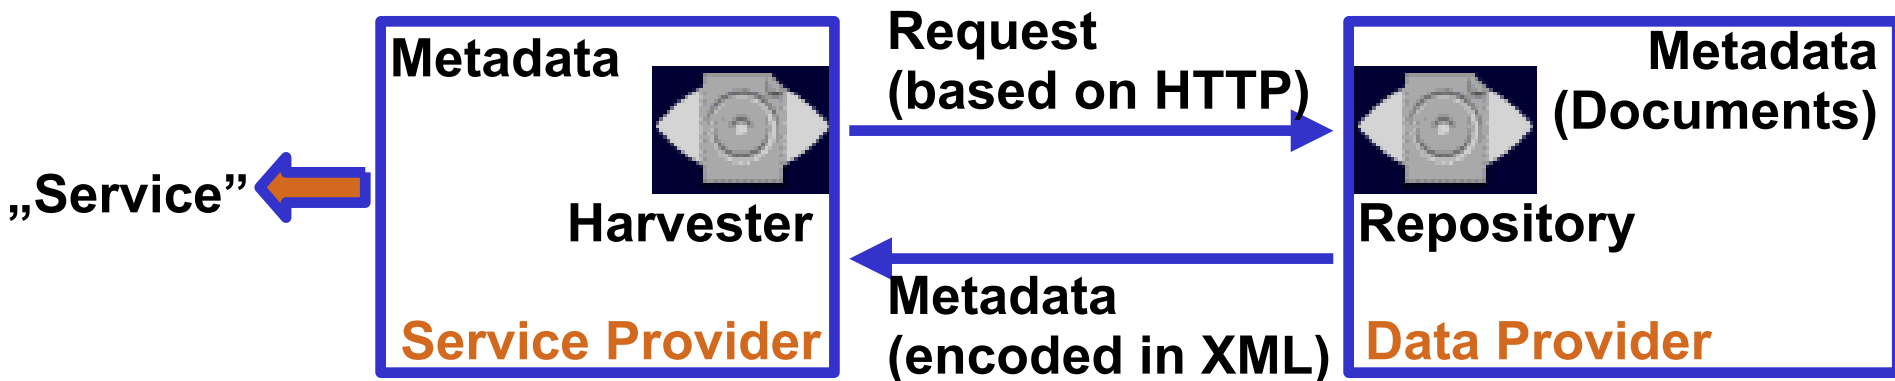 „Service”
Metadata
Harvester
Service Provider
Request
(based on HTTP)
Metadata
(encoded in XML)
Metadata
(Documents)
Repository
Data Provider